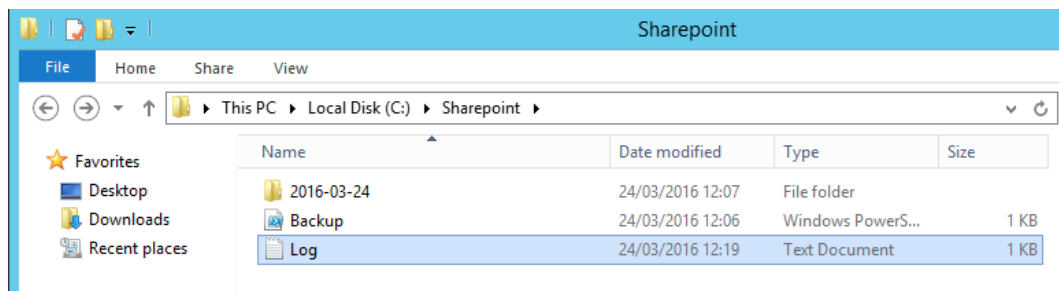 Sharepoint
File Home Share View
This PC Local Disk (C:) Sharepoint
Favorites
Desktop
Downloads
Recent places
Name Date modified Type Size
2016-03-24 24/03/2016 12:07 File folder
Backup 24/03/2016 12:06 Windows PowerS... 1 KB
Log 24/03/2016 12:19 Text Document 1 KB